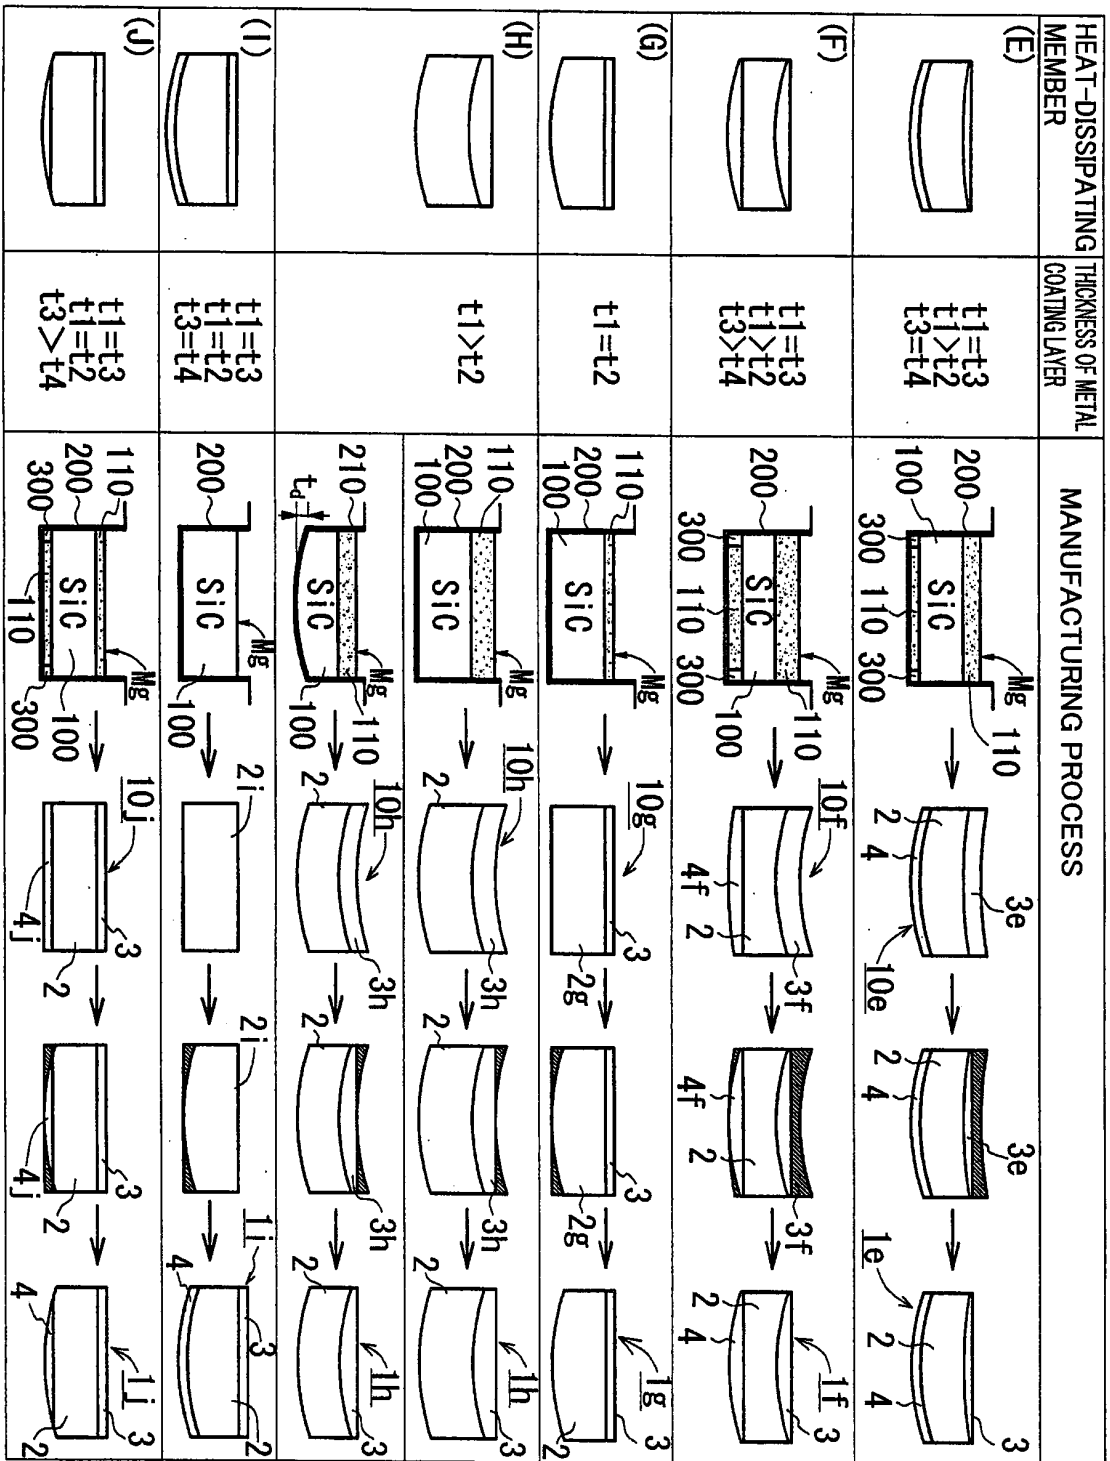 HEAT-DISSIPATING
MEMBER
THICKNESS OF METAL
COATING LAYER
MANUFACTURING PROCESS
(E)
t1=t3
t1>t2
t3=t4
200
100
SiC
110
Mg
110
2
4
3e
10e
2
4
3e
1e
2
4
3
(F)
t1=t3
t1>t2
t3>t4
200
SiC
300
110
300
Mg
110
100
10f
4f
2
3f
4f
2
3f
2
4
1f
3
(G)
t1=t2
110
200
100
SiC
Mg
10g
3
2g
3
2g
1g
3
2
(H)
t1>t2
110
200
100
SiC
Mg
10h
2
3h
2
3h
2
1h
3
210
td
SiC
Mg
110
100
10h
2
3h
2
3h
2
1h
3
(I)
t1=t3
t1=t2
t3=t4
200
SiC
Mg
100
2i
2i
1i
4
3
2
(J)
t1=t3
t1=t2
t3>t4
110
200
300
SiC
Mg
110
100
300
10j
3
4j
2
3
4j
2
1j
4
3
2